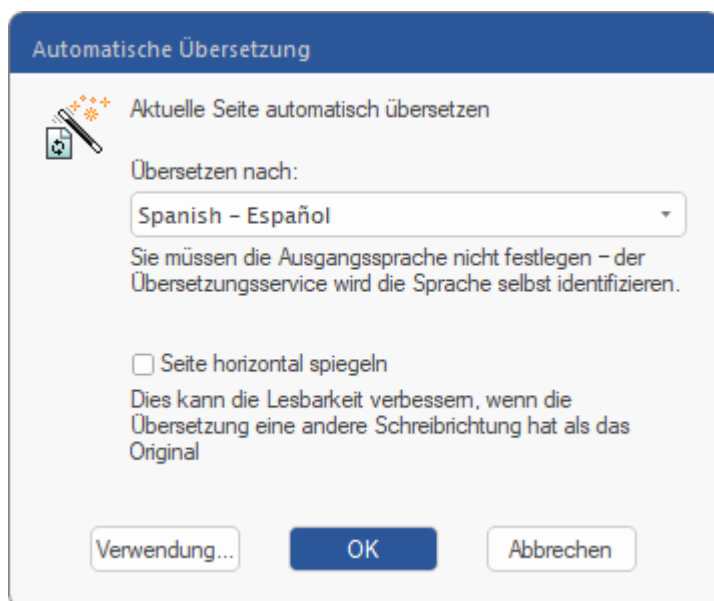 Automatische Übersetzung
Aktuelle Seite automatisch übersetzen
Übersetzen nach:
Spanish – Español
Sie müssen die Ausgangssprache nicht festlegen – der
Übersetzungsservice wird die Sprache selbst identifizieren.
Seite horizontal spiegeln
Dies kann die Lesbarkeit verbessern, wenn die
Übersetzung eine andere Schreibrichtung hat als das
Original
Verwendung... OK Abbrechen